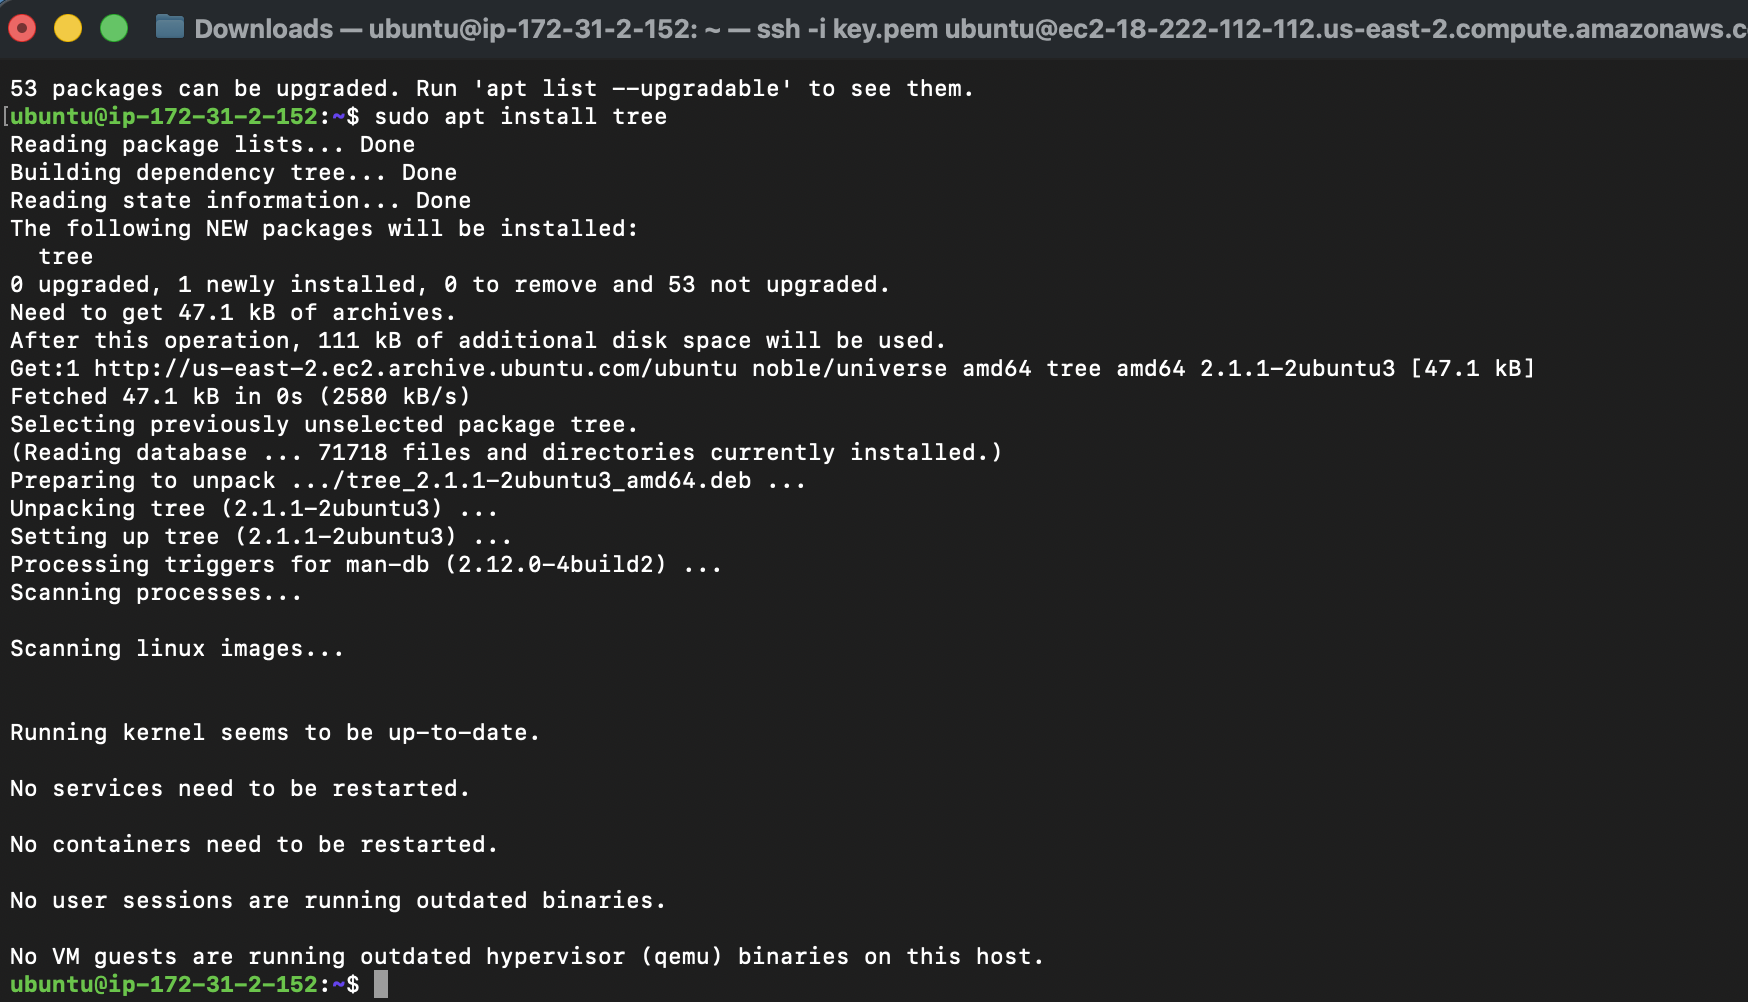 Downloads — ubuntu@ip-172-31-2-152: ~ — ssh -i key.pem ubuntu@ec2-18-222-112-112.us-east-2.compute.amazonaws.c
53 packages can be upgraded. Run 'apt list --upgradable' to see them.
[ubuntu@ip-172-31-2-152:~$ sudo apt install tree
Reading package lists... Done
Building dependency tree... Done
Reading state information... Done
The following NEW packages will be installed:
  tree
0 upgraded, 1 newly installed, 0 to remove and 53 not upgraded.
Need to get 47.1 kB of archives.
After this operation, 111 kB of additional disk space will be used.
Get:1 http://us-east-2.ec2.archive.ubuntu.com/ubuntu noble/universe amd64 tree amd64 2.1.1-2ubuntu3 [47.1 kB]
Fetched 47.1 kB in 0s (2580 kB/s)
Selecting previously unselected package tree.
(Reading database ... 71718 files and directories currently installed.)
Preparing to unpack .../tree_2.1.1-2ubuntu3_amd64.deb ...
Unpacking tree (2.1.1-2ubuntu3) ...
Setting up tree (2.1.1-2ubuntu3) ...
Processing triggers for man-db (2.12.0-4build2) ...
Scanning processes...
Scanning linux images...
Running kernel seems to be up-to-date.
No services need to be restarted.
No containers need to be restarted.
No user sessions are running outdated binaries.
No VM guests are running outdated hypervisor (qemu) binaries on this host.
ubuntu@ip-172-31-2-152:~$